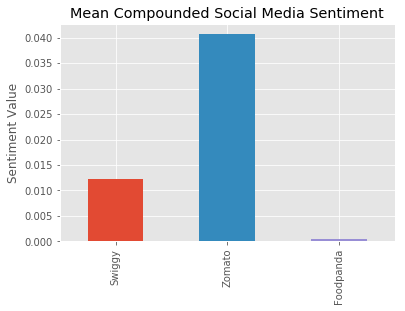 Mean Compounded Social Media Sentiment
Sentiment Value
0.040
0.035
0.030
0.025
0.020
0.015
0.010
0.005
0.000
Swiggy
Zomato
Foodpanda